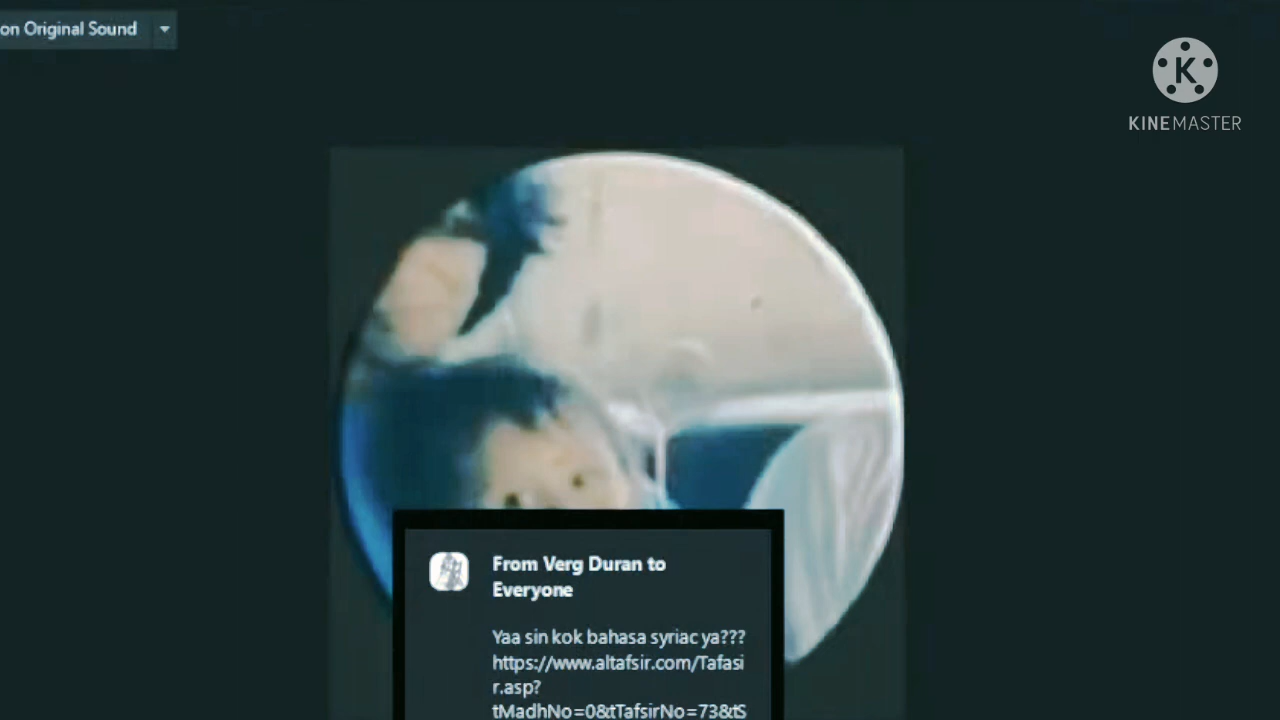 on Original Sound
K
KINEMASTER
From Verg Duran to
Everyone
Yaa sin kok bahasa syriac ya???
https://www.altafsir.com/Tafasi
r.asp?
tMadhNo=0&tTafsirNo=73&tS